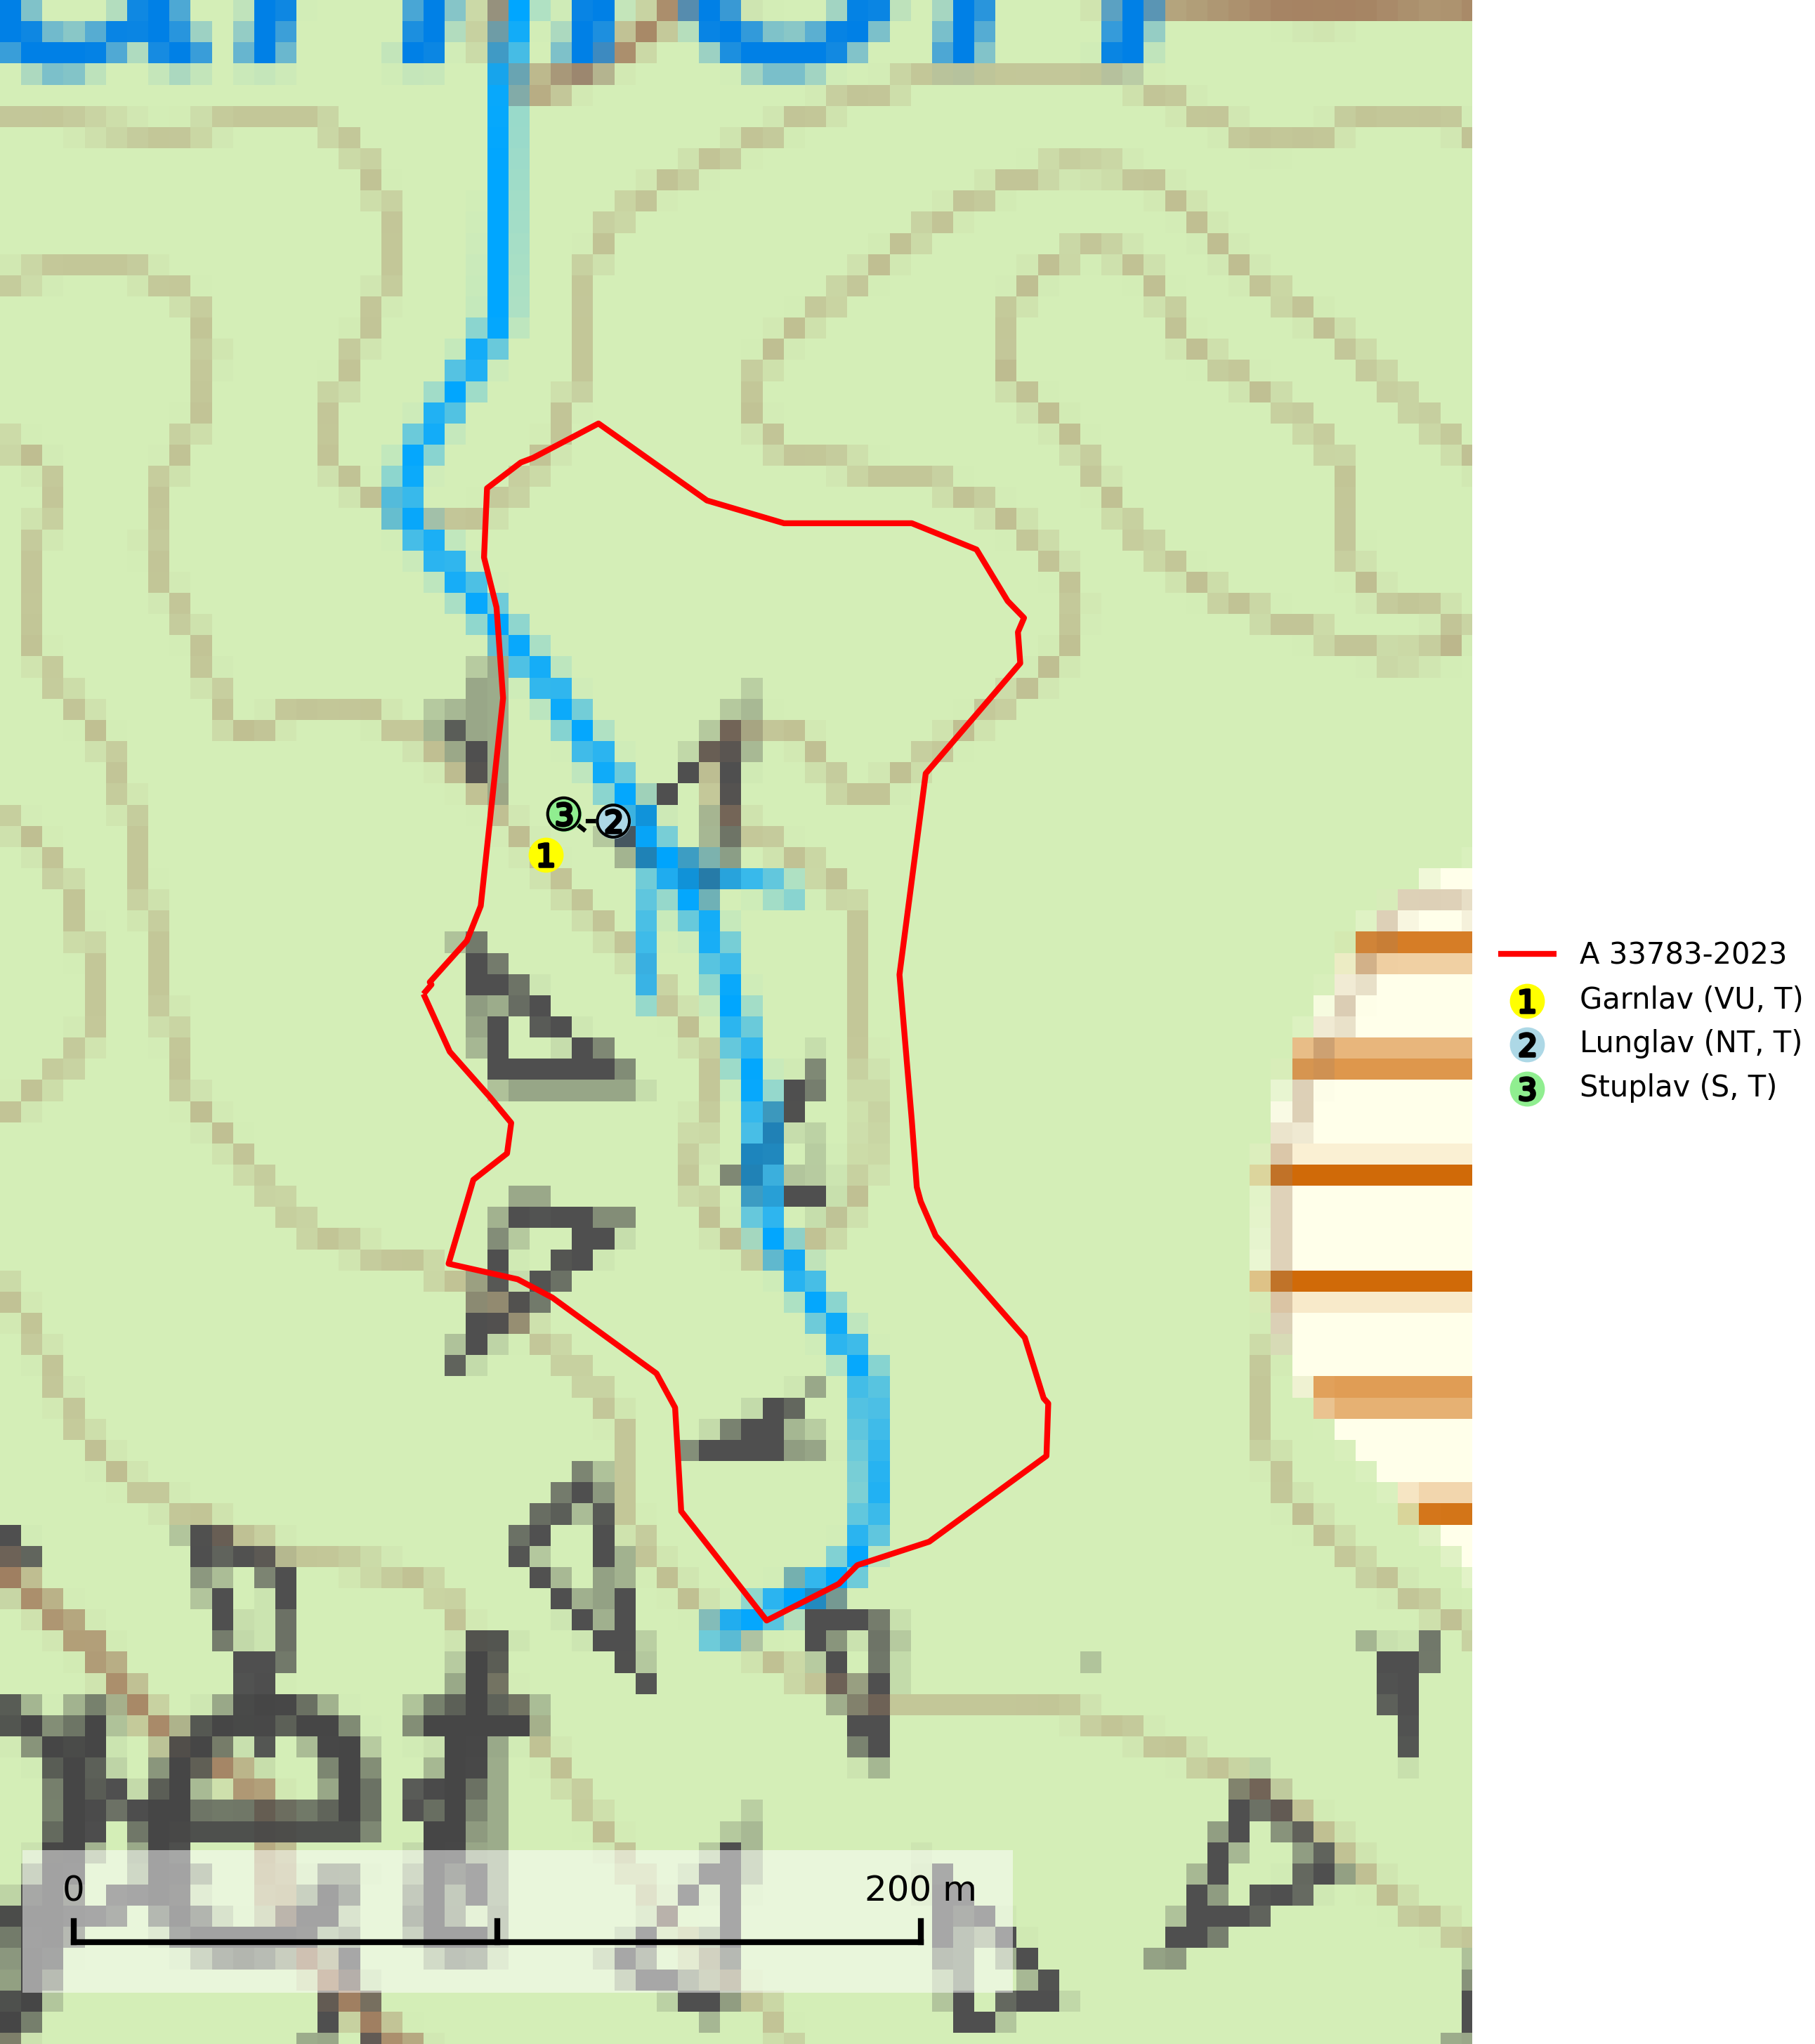 3
2
1
A 33783-2023
1 Garnlav (VU, T)
2 Lunglav (NT, T)
3 Stuplav (S, T)
0 200 m